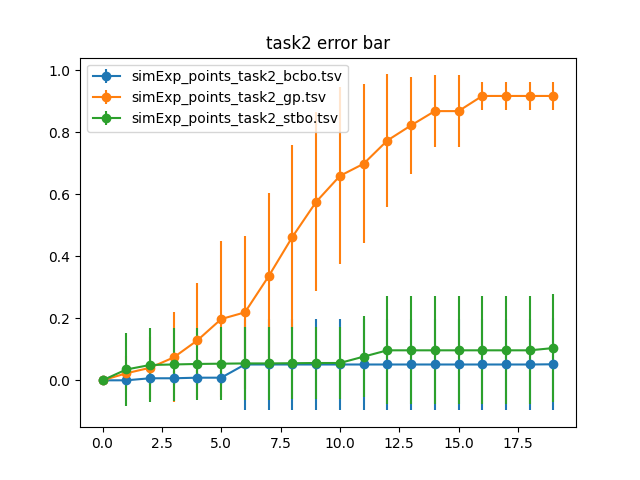 task2 error bar
simExp_points_task2_bcbo.tsv
simExp_points_task2_gp.tsv
simExp_points_task2_stbo.tsv
1.0
0.8
0.6
0.4
0.2
0.0
0.0 2.5 5.0 7.5 10.0 12.5 15.0 17.5